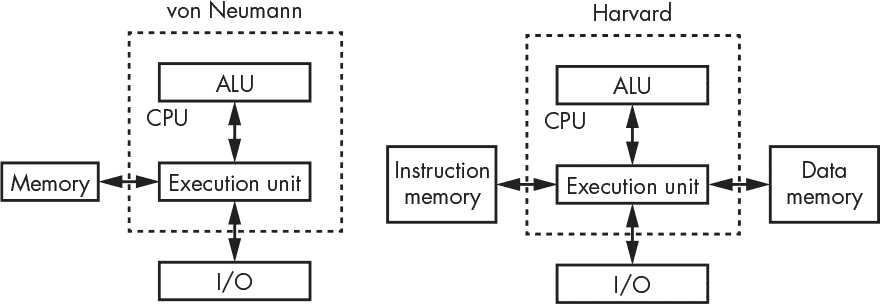 von Neumann
ALU
CPU
Memory
Execution unit
I/O
Harvard
ALU
CPU
Instruction
memory
Execution unit
Data
memory
I/O